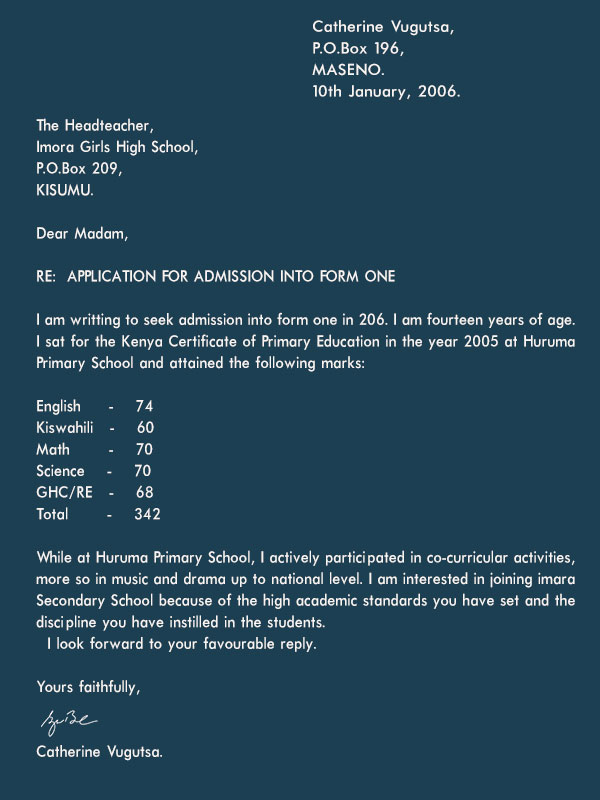 Catherine Vugutsa,
P.O.Box 196,
MASENO.
10th January, 2006.
The Headteacher,
Imora Girls High School,
P.O.Box 209,
KISUMU.
Dear Madam,
RE: APPLICATION FOR ADMISSION INTO FORM ONE
I am writting to seek admission into form one in 206. I am fourteen years of age.
I sat for the Kenya Certificate of Primary Education in the year 2005 at Huruma
Primary School and attained the following marks:
English - 74
Kiswahili - 60
Math - 70
Science - 70
GHC/RE - 68
Total - 342
While at Huruma Primary School, I actively participated in co-curricular activities,
more so in music and drama up to national level. I am interested in joining imara
Secondary School because of the high academic standards you have set and the
discipline you have instilled in the students.
I look forward to your favourable reply.
Yours faithfully,
Catherine Vugutsa.